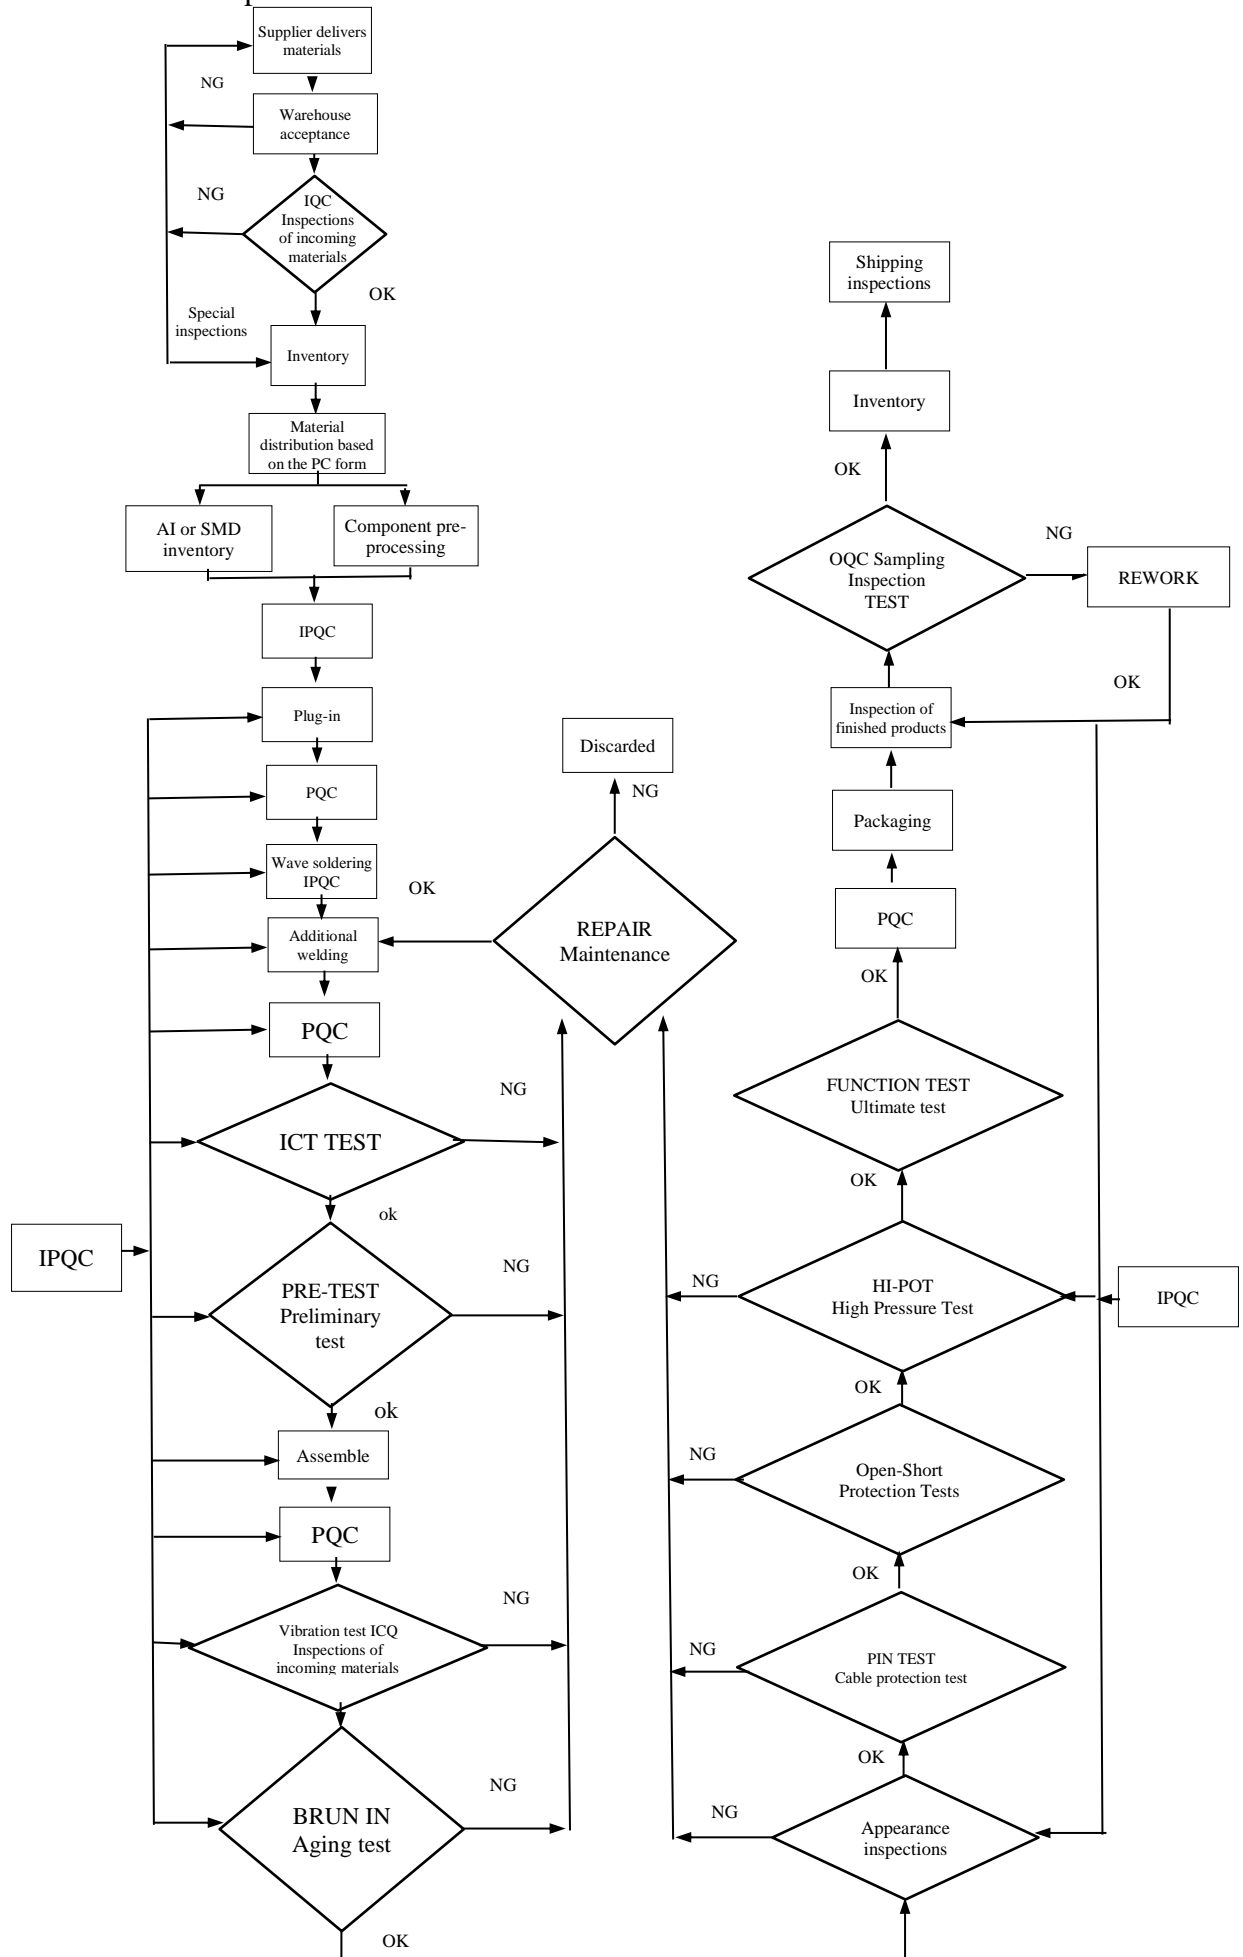 Supplier delivers
materials
NG
Warehouse
acceptance
NG
IQC
Inspections
of incoming
materials
OK
Special
inspections
Inventory
Material
distribution based
on the PC form
AI or SMD
inventory
Component pre-
processing
IPQC
Plug-in
PQC
Wave soldering
IPQC
OK
Additional
welding
PQC
NG
ICT TEST
ok
IPQC
NG
PRE-TEST
Preliminary
test
ok
Assemble
PQC
NG
Vibration test ICQ
Inspections of
incoming materials
NG
BRUN IN
Aging test
OK
Discarded
NG
REPAIR
Maintenance
Shipping
inspections
Inventory
OK
NG
OQC Sampling
Inspection
TEST
REWORK
OK
Inspection of
finished products
Packaging
PQC
OK
FUNCTION TEST
Ultimate test
OK
NG
HI-POT
High Pressure Test
IPQC
OK
NG
Open-Short
Protection Tests
OK
NG
PIN TEST
Cable protection test
OK
NG
Appearance
inspections